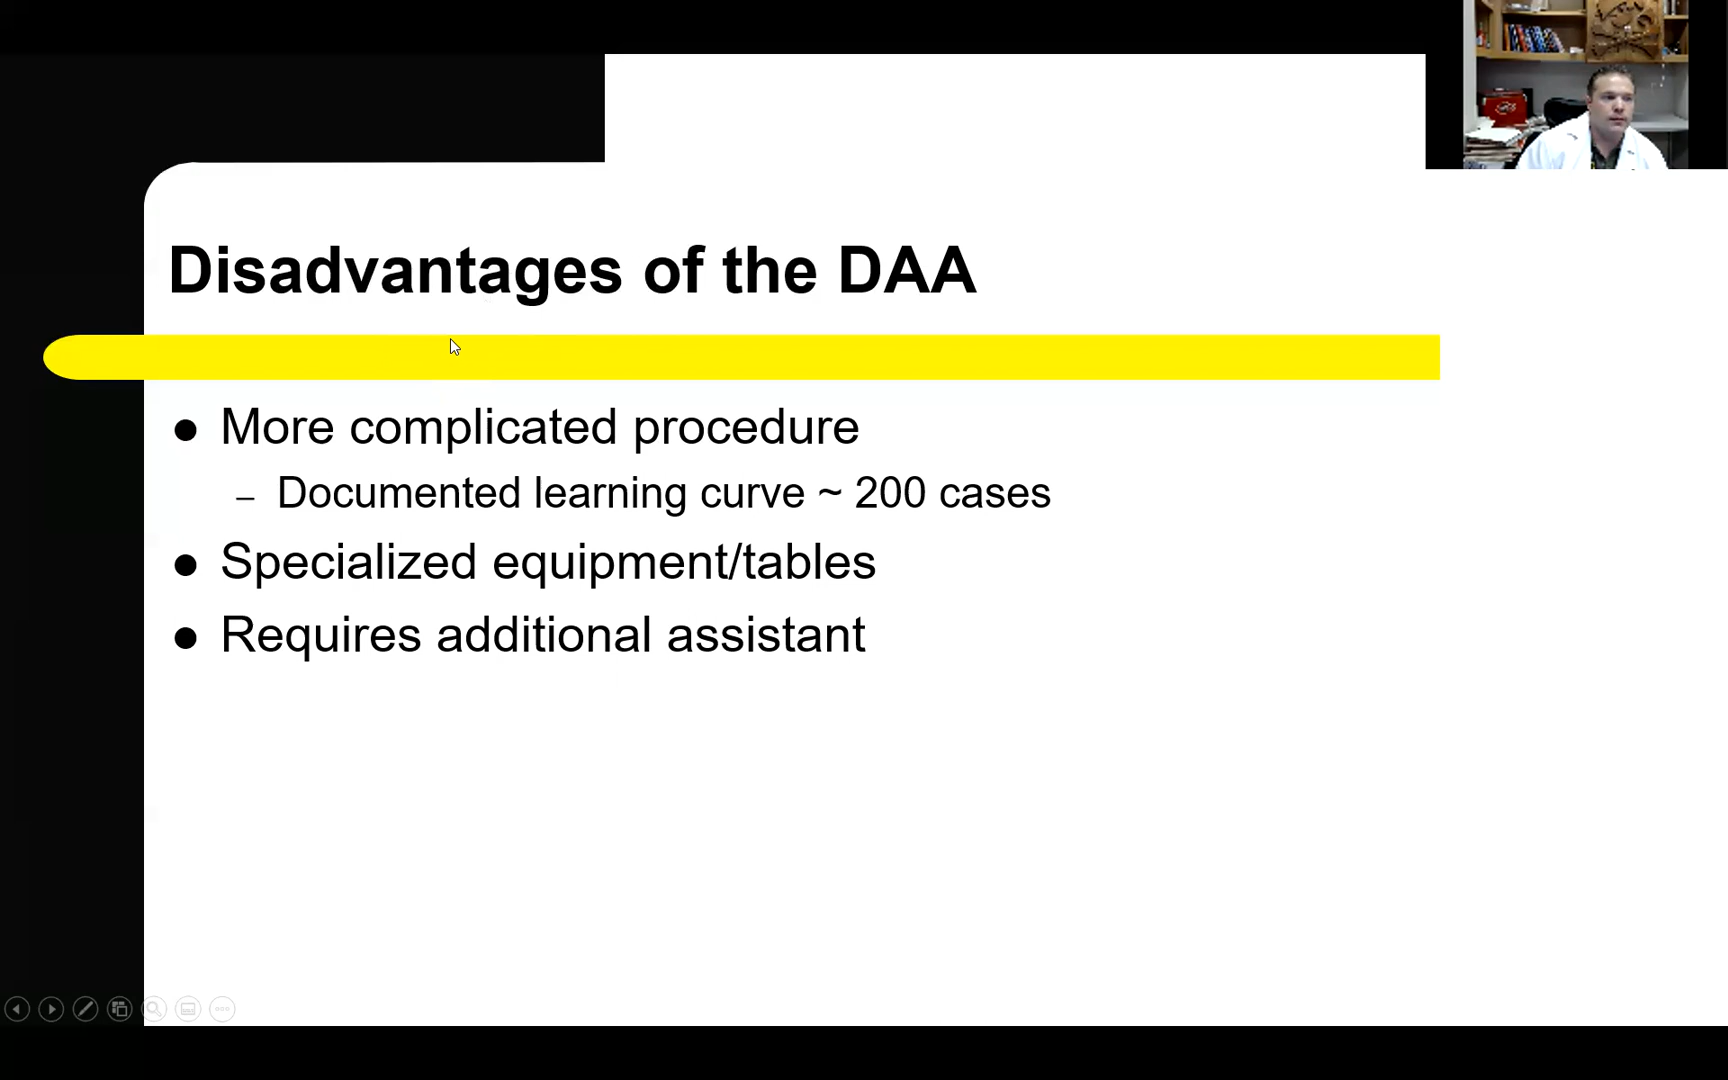 Disadvantages of the DAA
More complicated procedure
– Documented learning curve ~ 200 cases
Specialized equipment/tables
Requires additional assistant